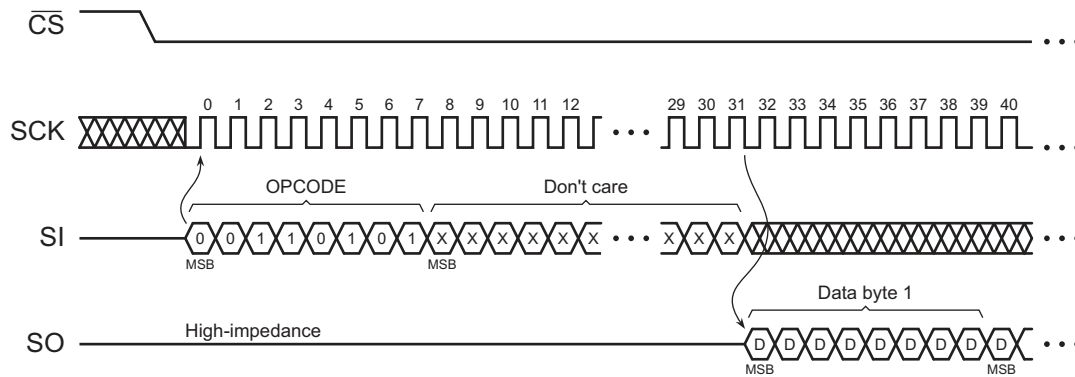 CS
0 1 2 3 4 5 6 7 8 9 10 11 12 29 30 31 32 33 34 35 36 37 38 39 40
SCK
OPCODE Don't care
SI 0 0 1 1 0 1 0 1 X X X X X X X X X
MSB MSB
Data byte 1
High-impedance
SO D D D D D D D D D
MSB MSB